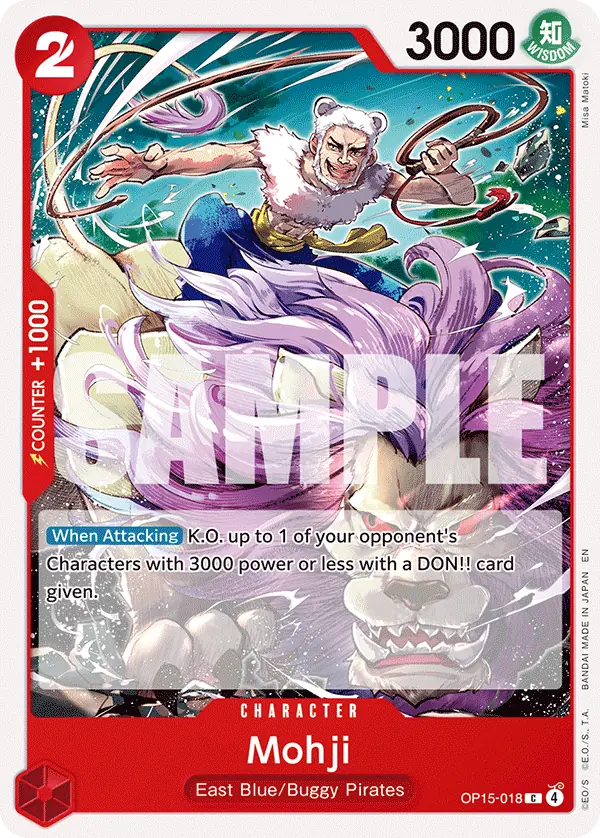 2
3000
知
WISDOM
Misa Matoki
COUNTER +1000
SAMPLE
When Attacking K.O. up to 1 of your opponent's
Characters with 3000 power or less with a DON!! card
given.
CHARACTER
Mohji
East Blue/Buggy Pirates
OP15-018 C 4
©E.O/S ©E.O./S., T.A. BANDAI MADE IN JAPAN EN